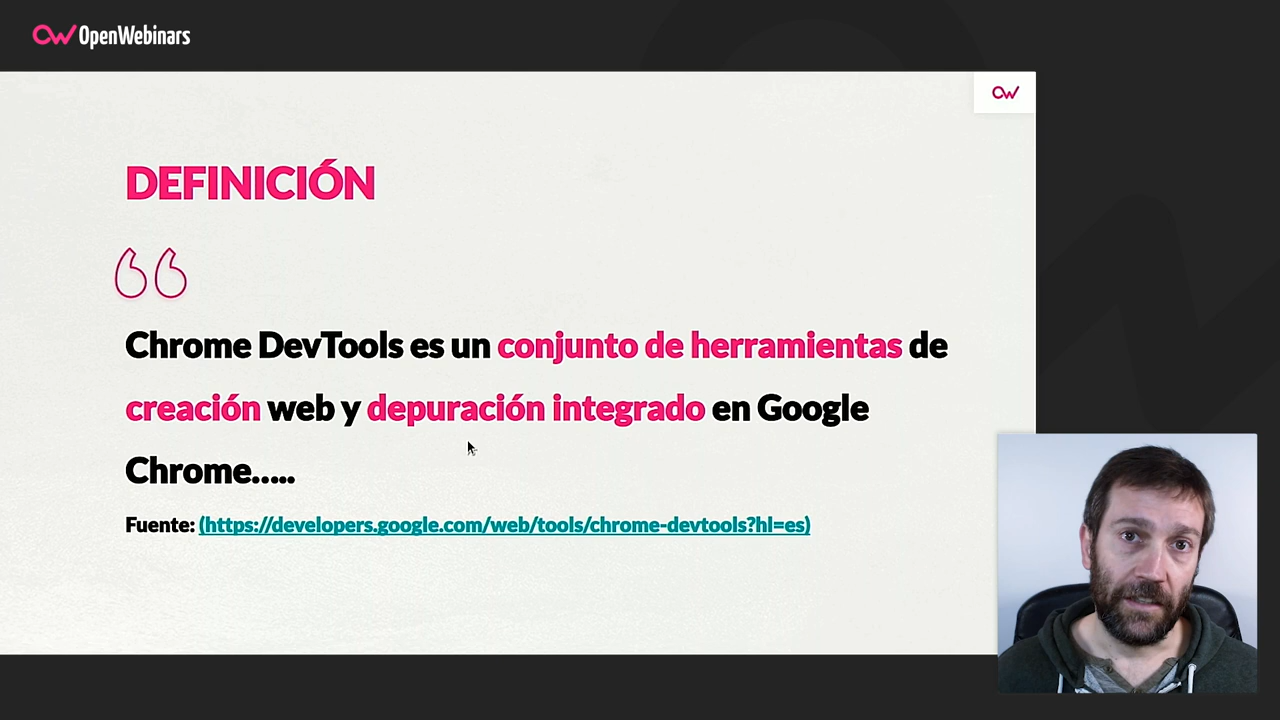 OpenWebinars
DEFINICIÓN
Chrome DevTools es un conjunto de herramientas de
creación web y depuración integrado en Google
Chrome.....
Fuente: (https://developers.google.com/web/tools/chrome-devtools?hl=es)